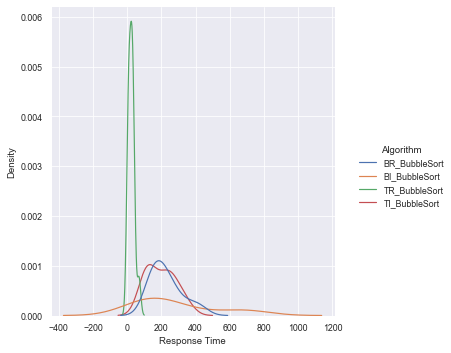 0.006
0.005
0.004
0.003
0.002
0.001
0.000
Density
−400 −200 0 200 400 600 800 1000 1200
Response Time
Algorithm
BR_BubbleSort
BI_BubbleSort
TR_BubbleSort
TI_BubbleSort